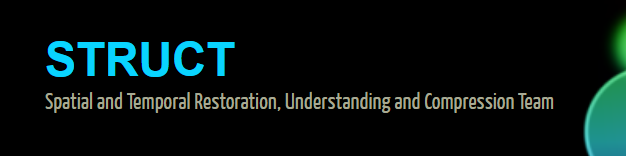 STRUCT
Spatial and Temporal Restoration, Understanding and Compression Team